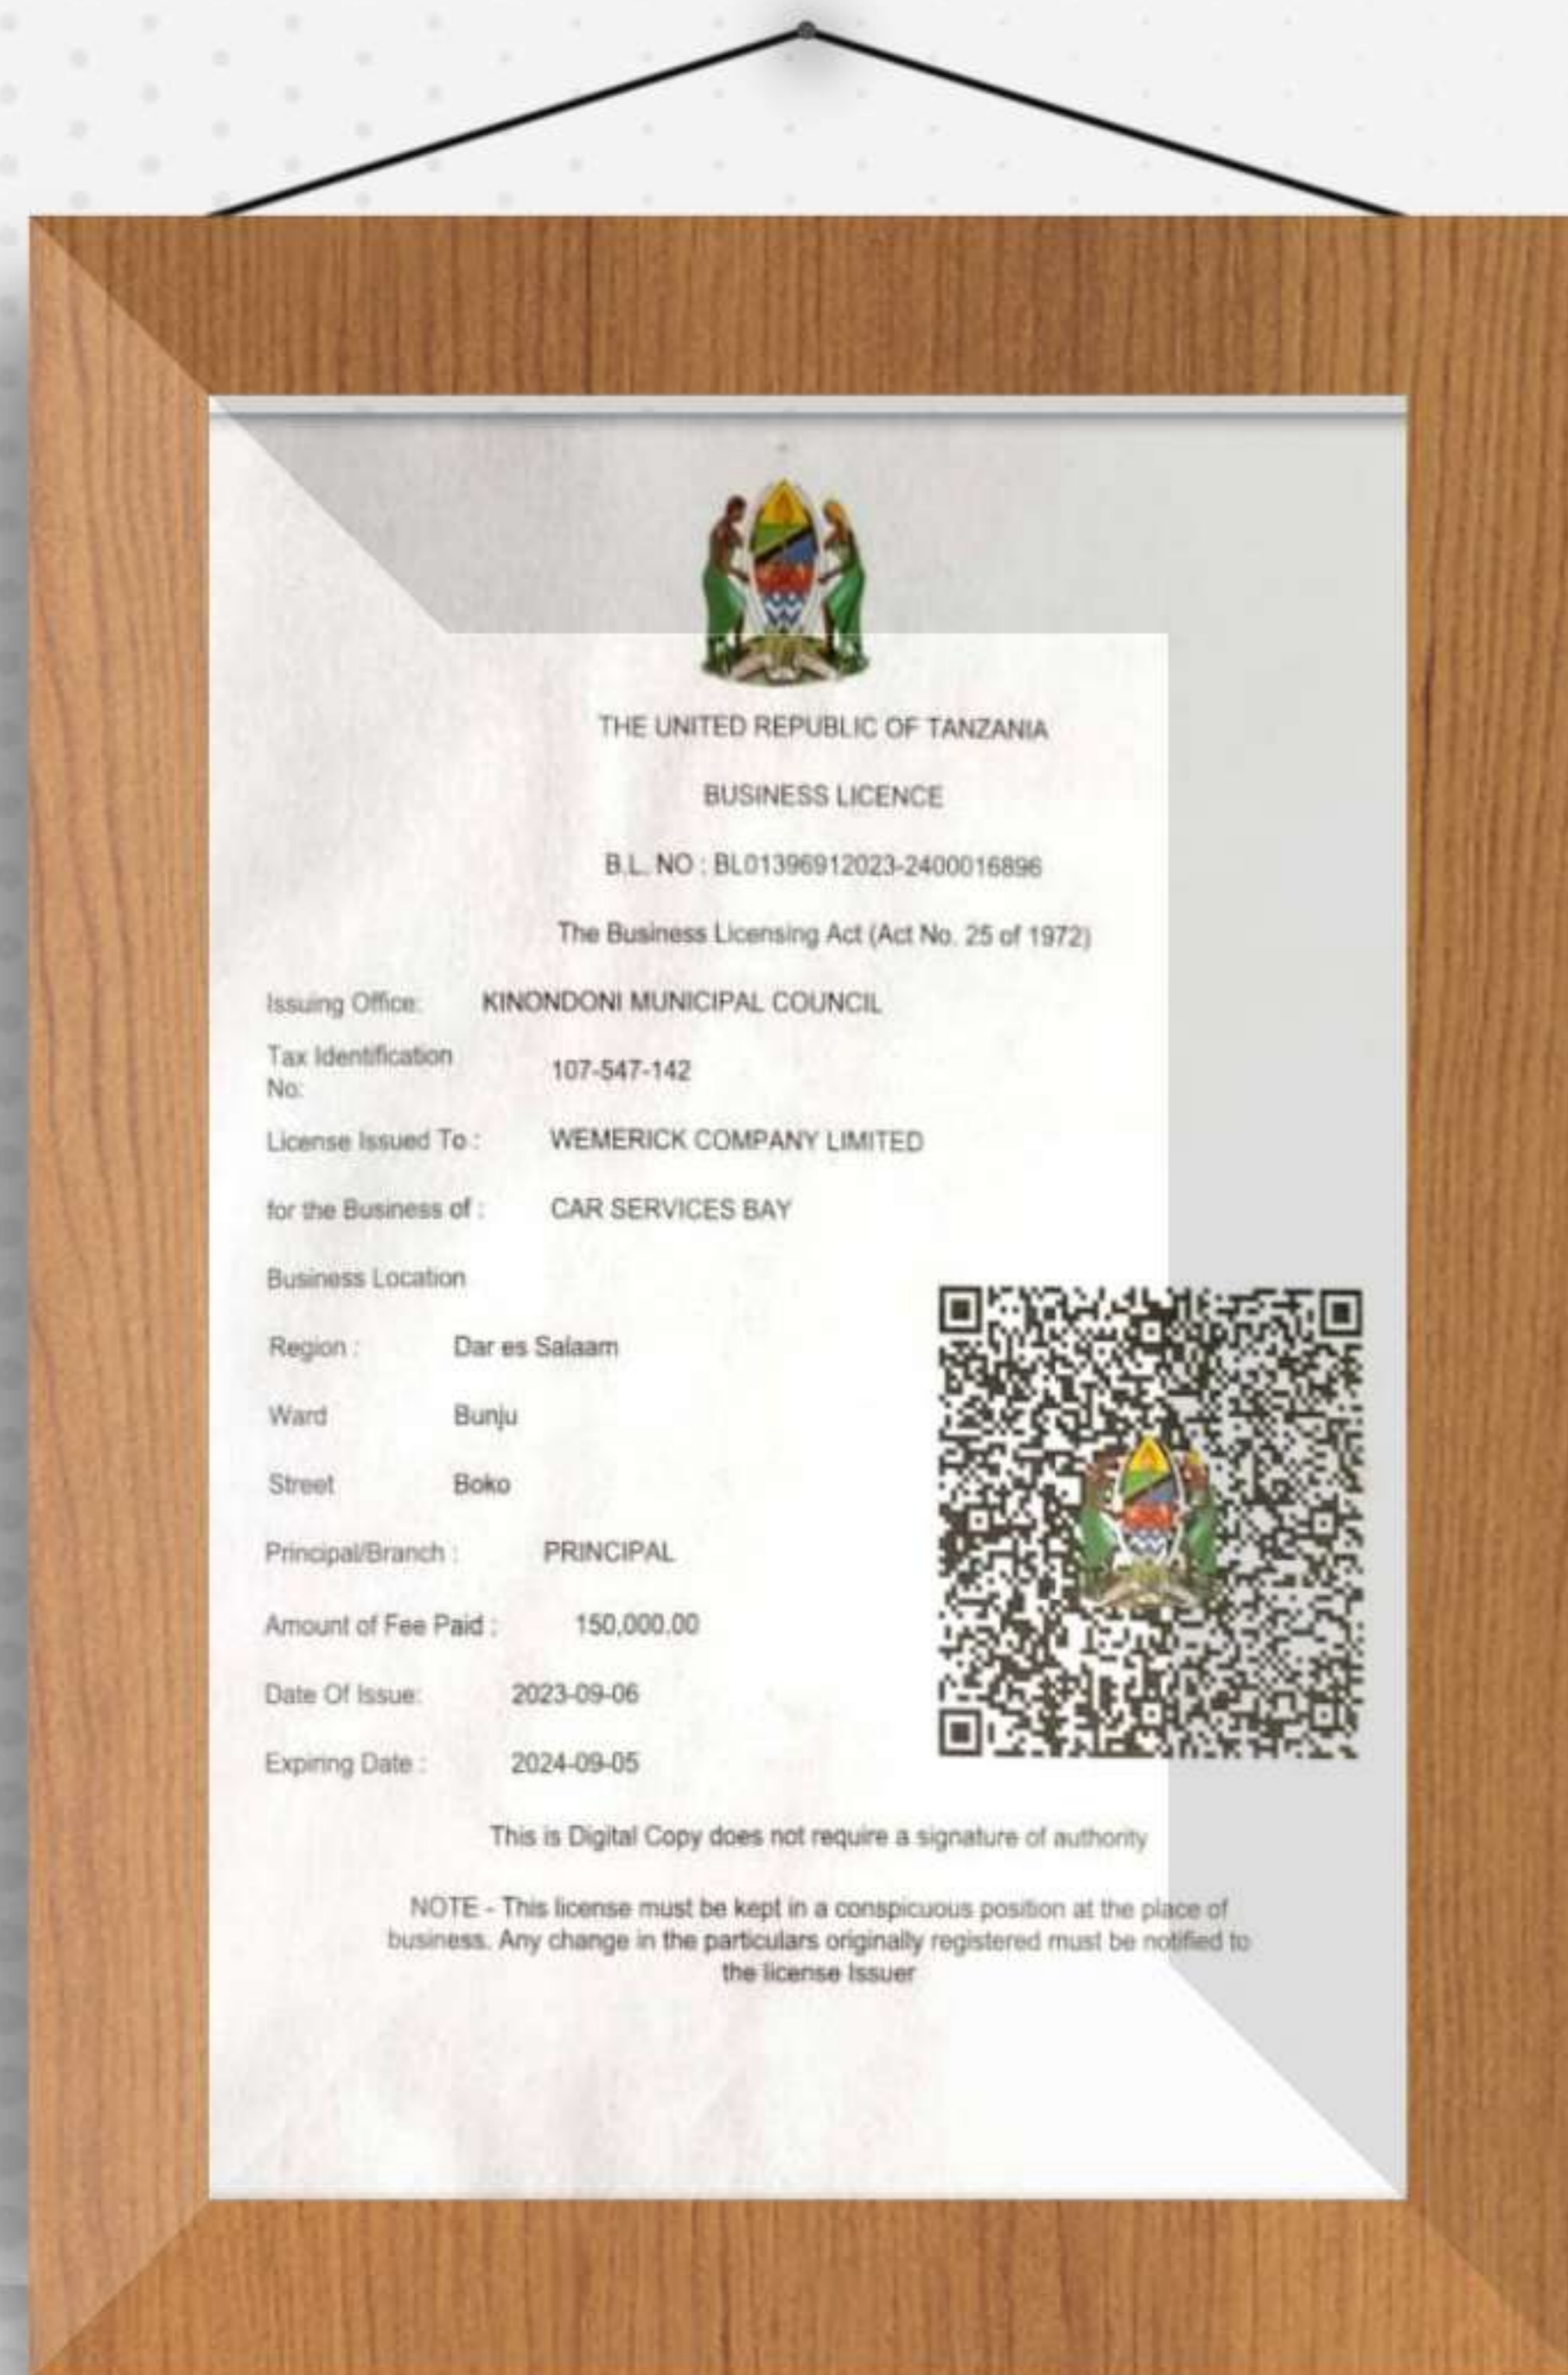 THE UNITED REPUBLIC OF TANZANIA
BUSINESS LICENCE
B.L. NO : BL01396912023-2400016896
The Business Licensing Act (Act No. 25 of 1972)
Issuing Office: KINONDONI MUNICIPAL COUNCIL
Tax Identification
No: 107-547-142
License Issued To : WEMERICK COMPANY LIMITED
for the Business of : CAR SERVICES BAY
Business Location
Region : Dar es Salaam
Ward Bunju
Street Boko
Principal/Branch : PRINCIPAL
Amount of Fee Paid : 150,000.00
Date Of Issue: 2023-09-06
Expiring Date : 2024-09-05
This is Digital Copy does not require a signature of authority
NOTE - This license must be kept in a conspicuous position at the place of
business. Any change in the particulars originally registered must be notified to
the license Issuer